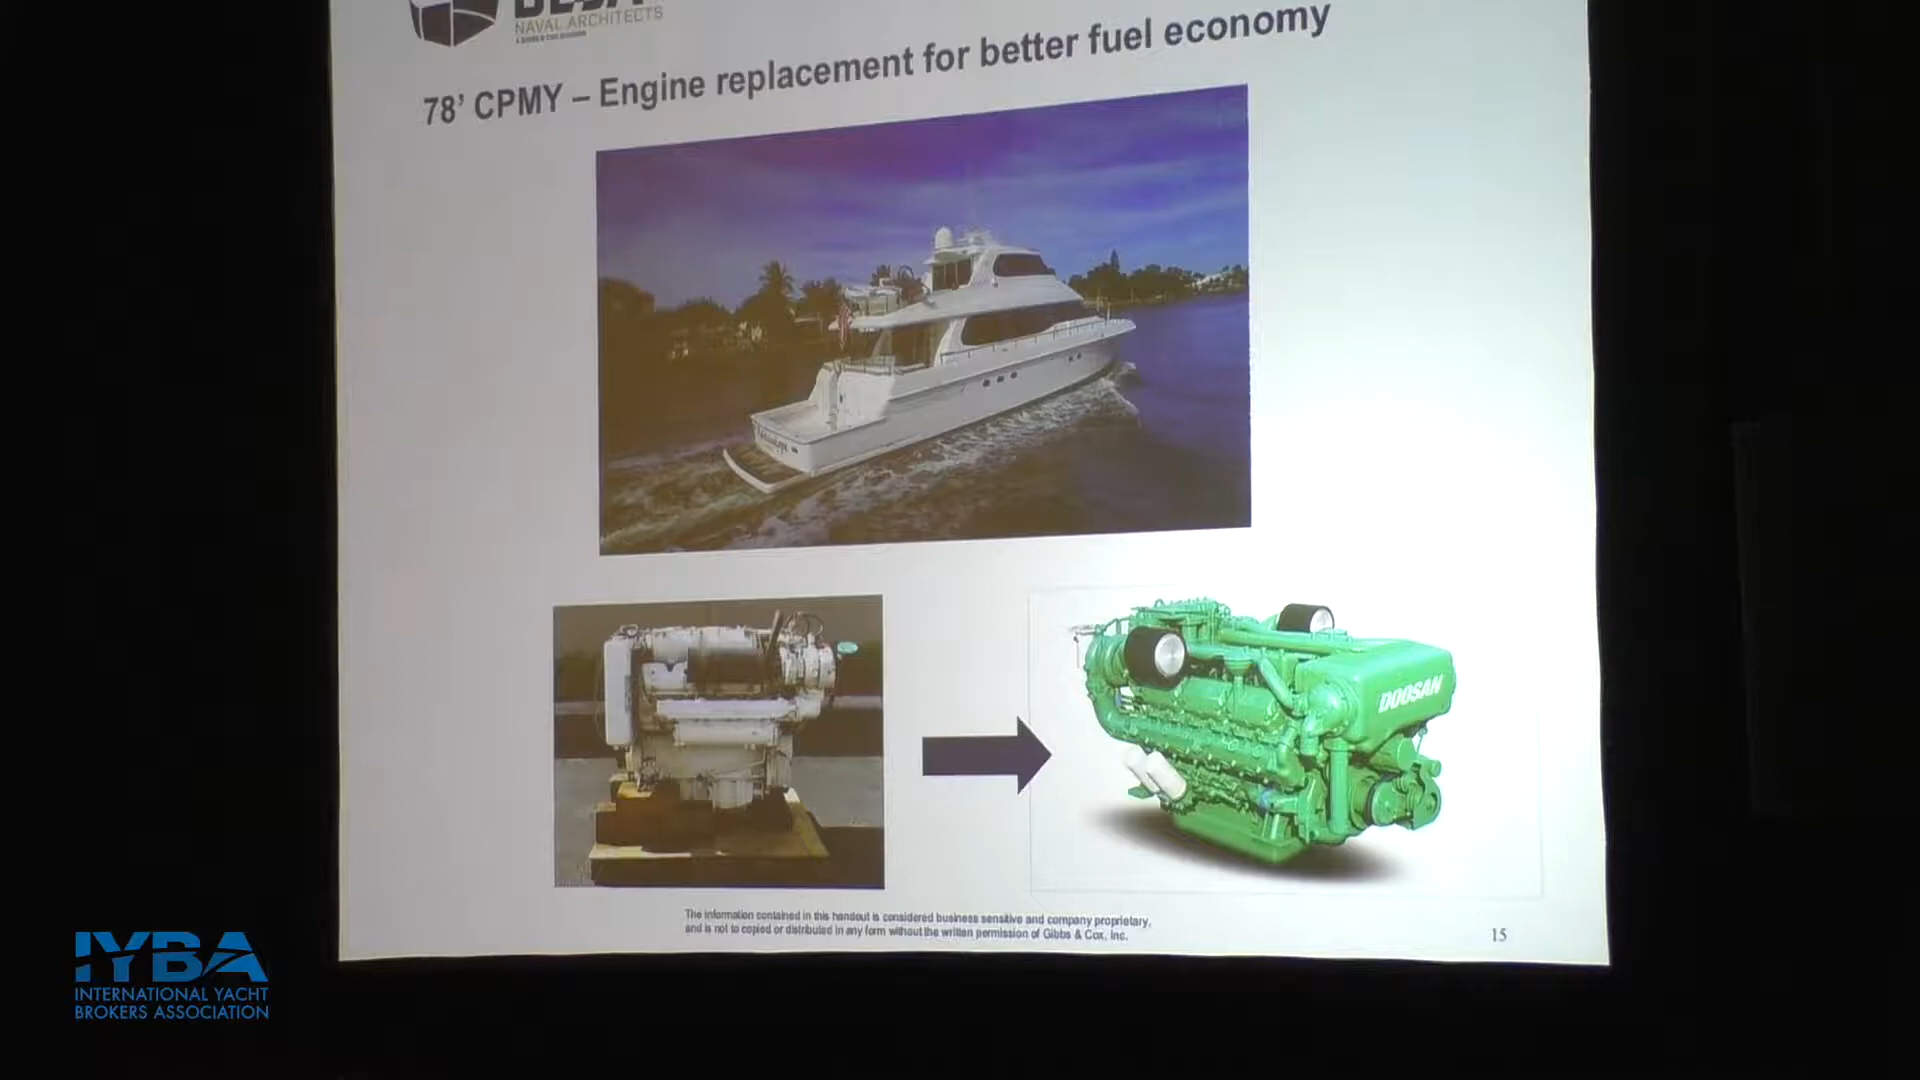 NAVAL ARCHITECTS
78’ CPMY – Engine replacement for better fuel economy
DOOSAN
The information contained in this handout is considered business sensitive and company proprietary,
and is not to copied or distributed in any form without the written permission of Gibbs & Cox, Inc.
15
IYBA
INTERNATIONAL YACHT
BROKERS ASSOCIATION